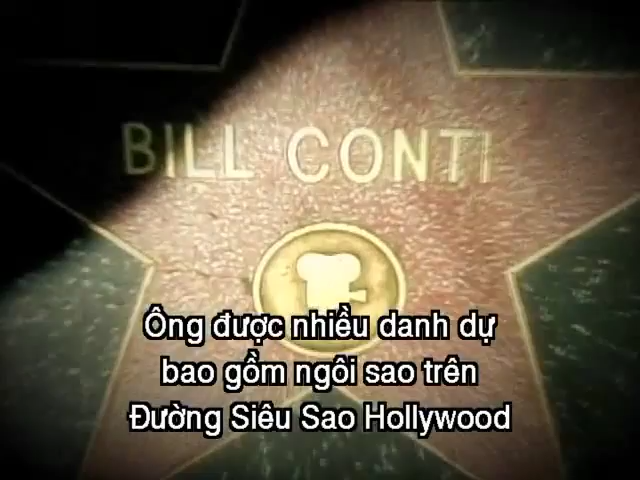 BILL CONTI
Ông được nhiều danh dự
bao gồm ngôi sao trên
Đường Siêu Sao Hollywood